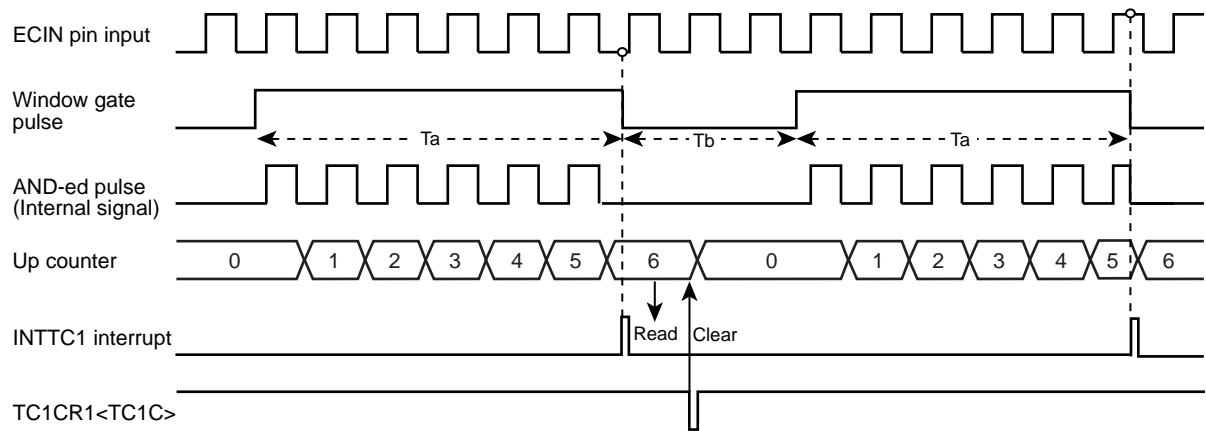 ECIN pin input
Window gate
pulse
Ta Tb Ta
AND-ed pulse
(Internal signal)
Up counter 0 1 2 3 4 5 6 0 1 2 3 4 5 6
INTTC1 interrupt Read Clear
TC1CR1<TC1C>